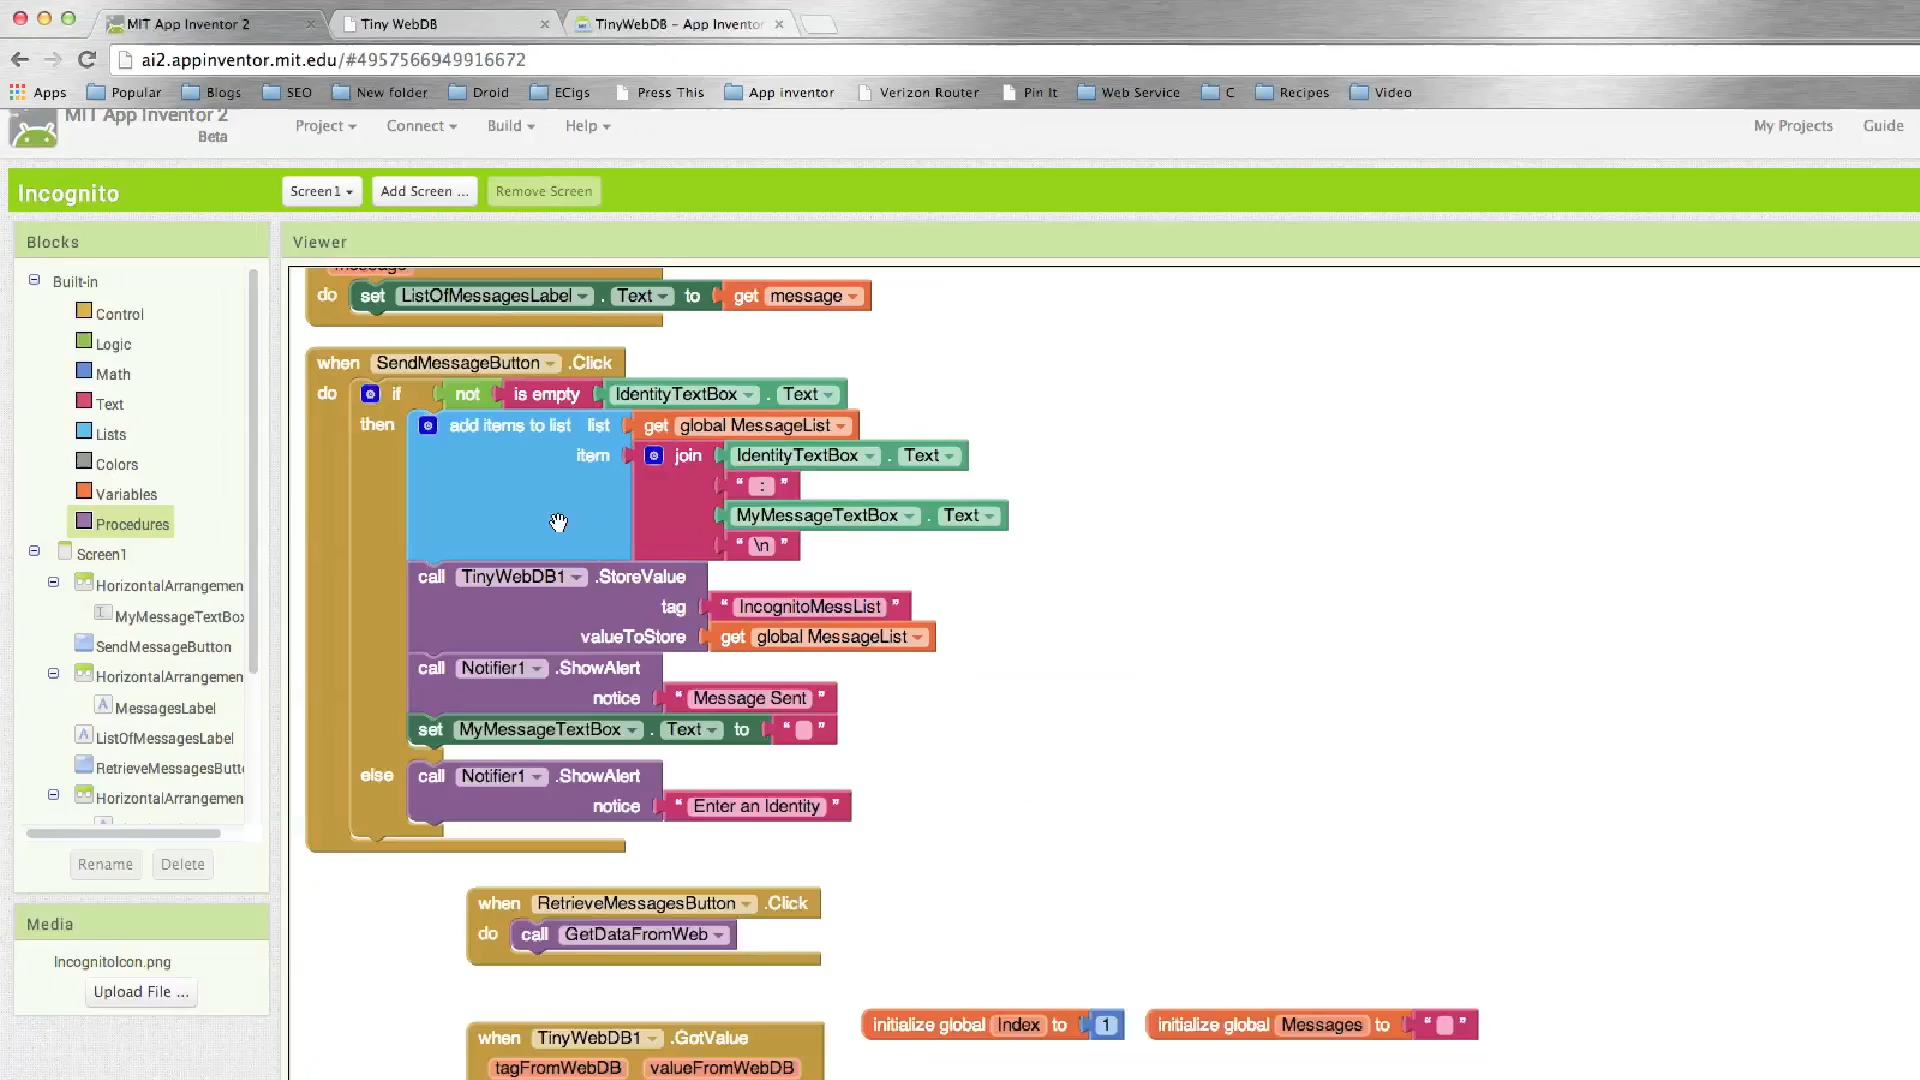 MIT App Inventor 2
Tiny WebDB
TinyWebDB - App Inventor
ai2.appinventor.mit.edu/#4957566949916672
Apps Popular Blogs SEO New folder Droid ECigs Press This App inventor Verizon Router Pin It Web Service C Recipes Video
MIT App Inventor 2
Beta
Project Connect Build Help My Projects Guide
Incognito Screen1 Add Screen ... Remove Screen
Blocks
Viewer
Built-in
Control
Logic
Math
Text
Lists
Colors
Variables
Procedures
Screen1
HorizontalArrangemen
MyMessageTextBox
SendMessageButton
HorizontalArrangemen
MessagesLabel
ListOfMessagesLabel
RetrieveMessagesButto
HorizontalArrangemen
Rename Delete
Media
IncognitoIcon.png
Upload File ...
message
do set ListOfMessagesLabel . Text to get message
when SendMessageButton .Click
do if not is empty IdentityTextBox . Text
then add items to list list get global MessageList
item join IdentityTextBox . Text
" : "
MyMessageTextBox . Text
" \n "
call TinyWebDB1 .StoreValue
tag " IncognitoMessList "
valueToStore get global MessageList
call Notifier1 .ShowAlert
notice " Message Sent "
set MyMessageTextBox . Text to " "
else call Notifier1 .ShowAlert
notice " Enter an Identity "
when RetrieveMessagesButton .Click
do call GetDataFromWeb
initialize global Index to 1
initialize global Messages to " "
when TinyWebDB1 .GotValue
tagFromWebDB valueFromWebDB